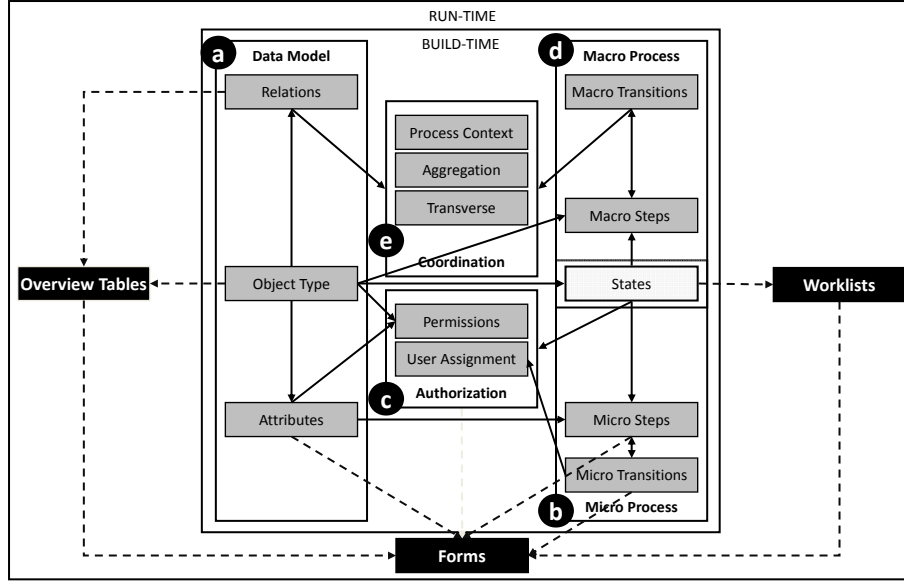 RUN-TIME
BUILD-TIME
a
Data Model
d
Macro Process
Relations
Macro Transitions
Process Context
Aggregation
Transverse
Macro Steps
e
Coordination
Overview Tables
Object Type
States
Worklists
Permissions
User Assignment
c
Authorization
Attributes
Micro Steps
Micro Transitions
b
Micro Process
Forms